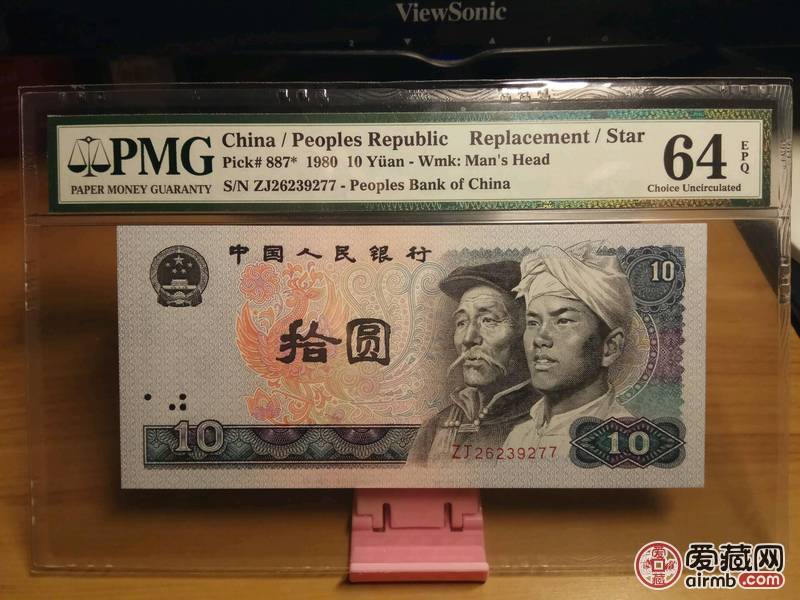 ViewSonic
PMG
PAPER MONEY GUARANTY
China / Peoples Republic Replacement / Star
Pick# 887* 1980 10 Yüan - Wmk: Man's Head
S/N ZJ26239277 - Peoples Bank of China
64 EPQ
Choice Uncirculated
中国人民银行
10
拾圆
10
ZJ26239277
10
爱藏网
airmb.com
爱藏